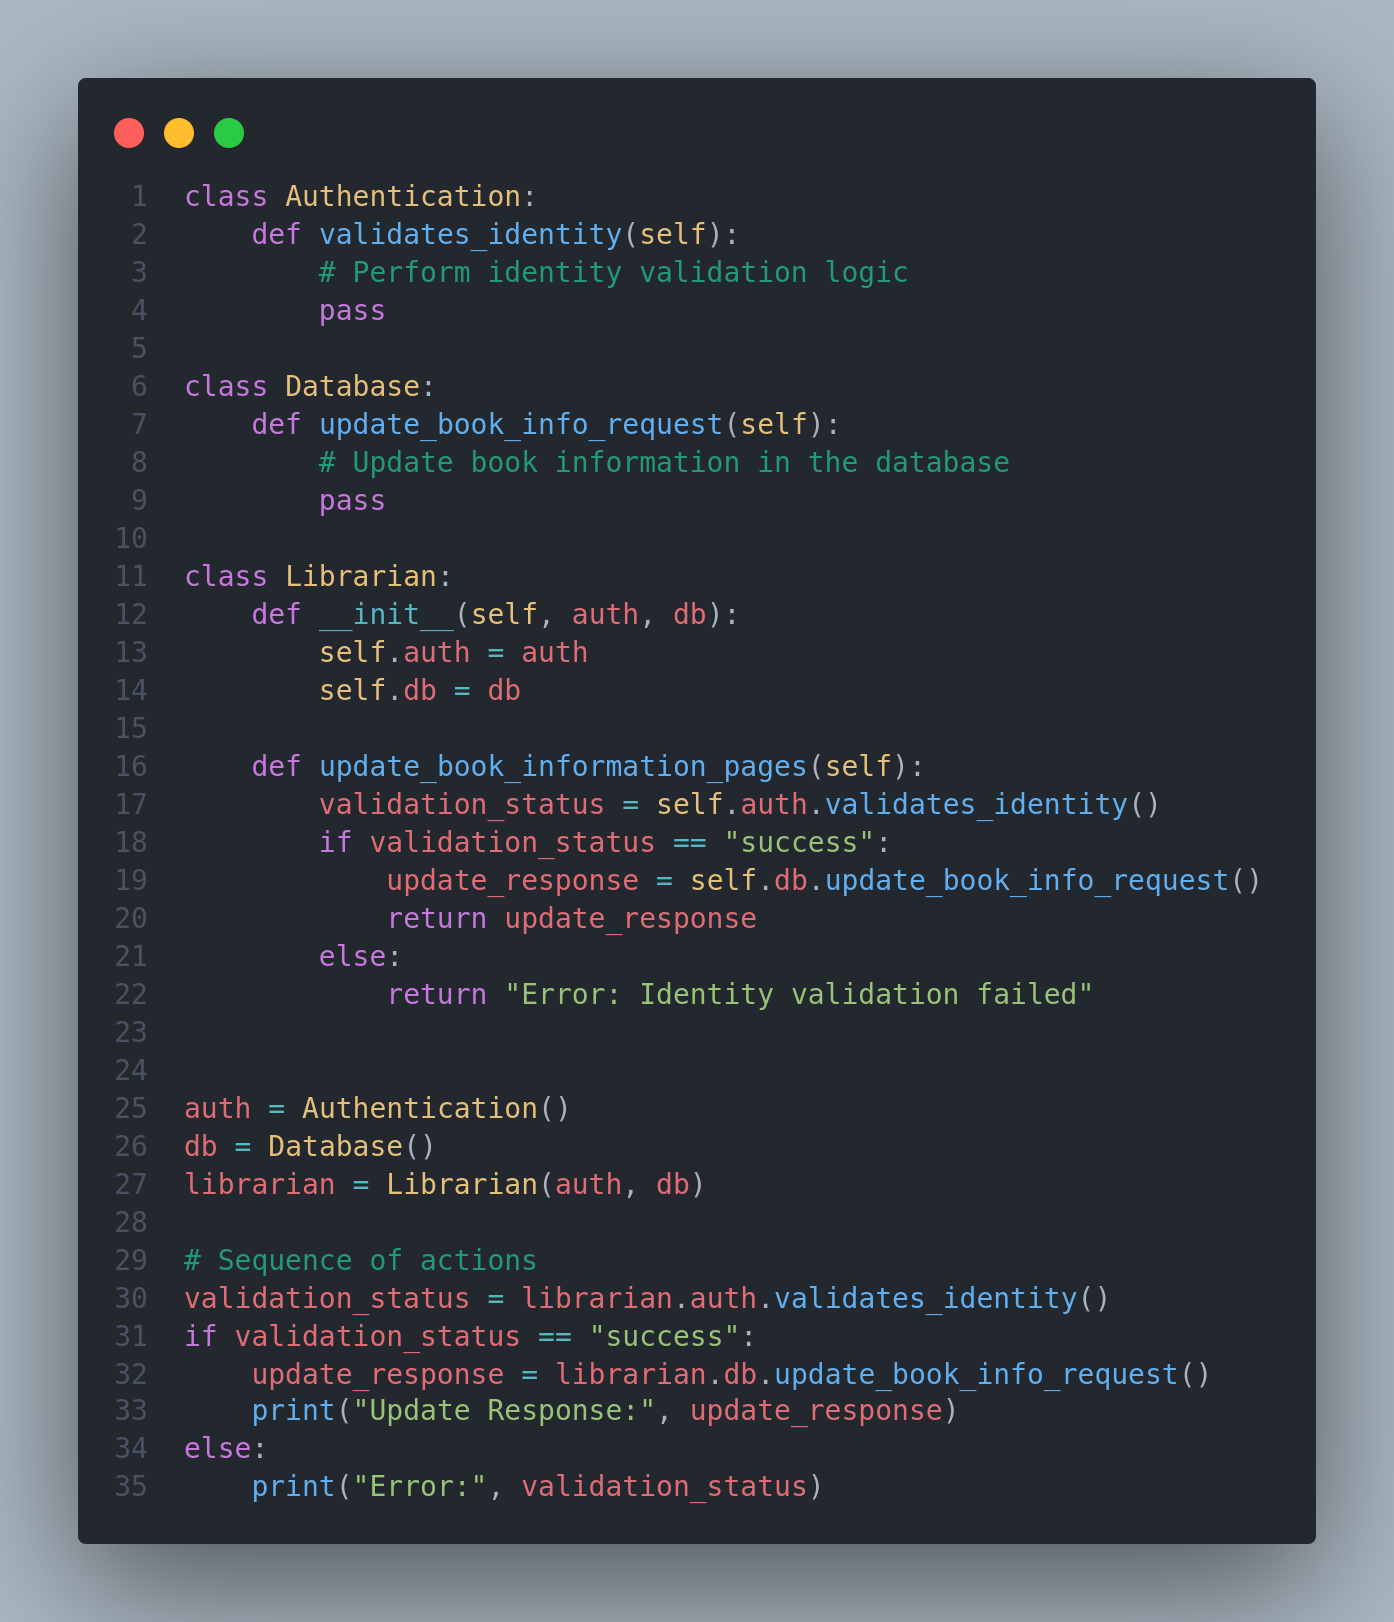 1 class Authentication:
2     def validates_identity(self):
3         # Perform identity validation logic
4         pass
5
6 class Database:
7     def update_book_info_request(self):
8         # Update book information in the database
9         pass
10
11 class Librarian:
12     def __init__(self, auth, db):
13         self.auth = auth
14         self.db = db
15
16     def update_book_information_pages(self):
17         validation_status = self.auth.validates_identity()
18         if validation_status == "success":
19             update_response = self.db.update_book_info_request()
20             return update_response
21         else:
22             return "Error: Identity validation failed"
23
24
25 auth = Authentication()
26 db = Database()
27 librarian = Librarian(auth, db)
28
29 # Sequence of actions
30 validation_status = librarian.auth.validates_identity()
31 if validation_status == "success":
32     update_response = librarian.db.update_book_info_request()
33     print("Update Response:", update_response)
34 else:
35     print("Error:", validation_status)